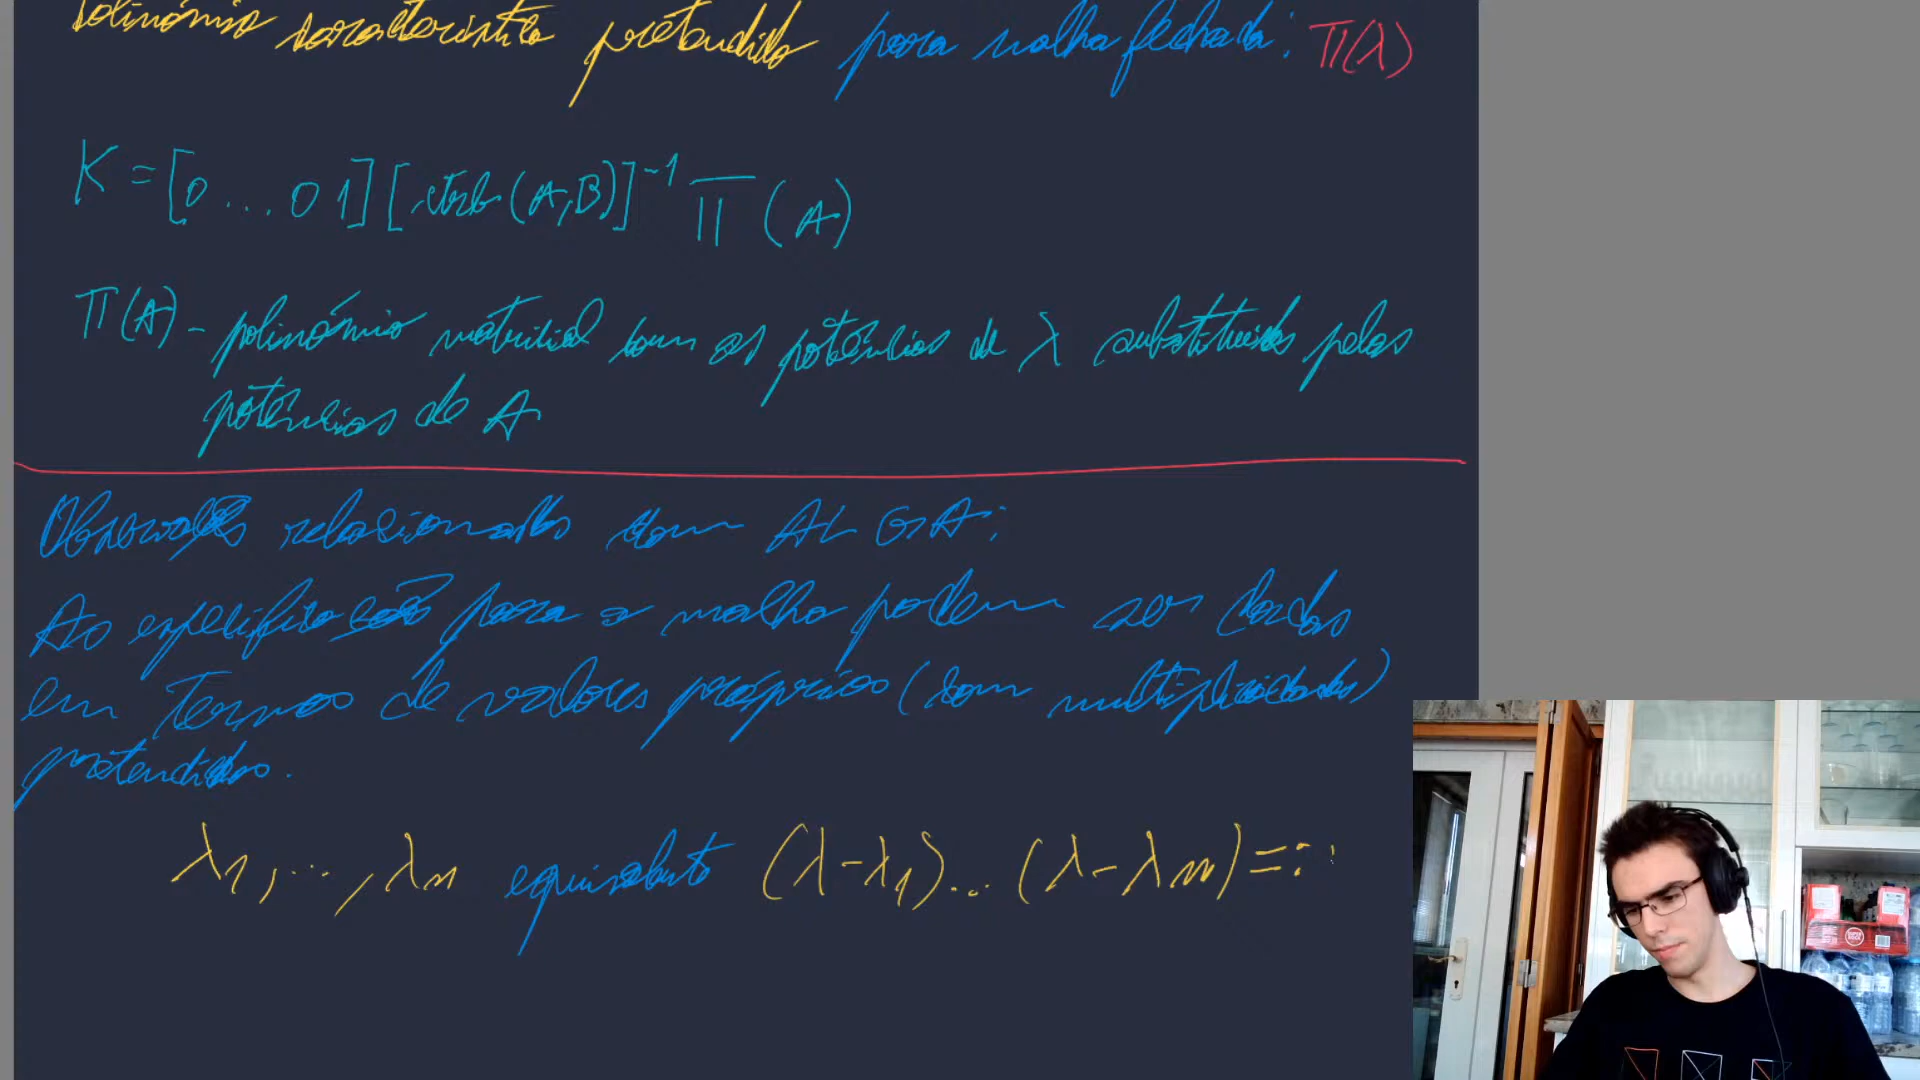 Polinómio característico pretendido para malha fechada: Π(λ)
K = [0 ... 0 1] [ctrb(A,B)]⁻¹ Π(A)
Π(A) - polinómio matricial com as potências de λ substituídas pelas
potências de A
Observações relacionadas com ALGA:
As especificações para a malha podem ser dadas
em termos de valores próprios (com multiplicidades)
pretendidos.
λ1, ..., λn equivalente (λ-λ1)...(λ-λn) =: